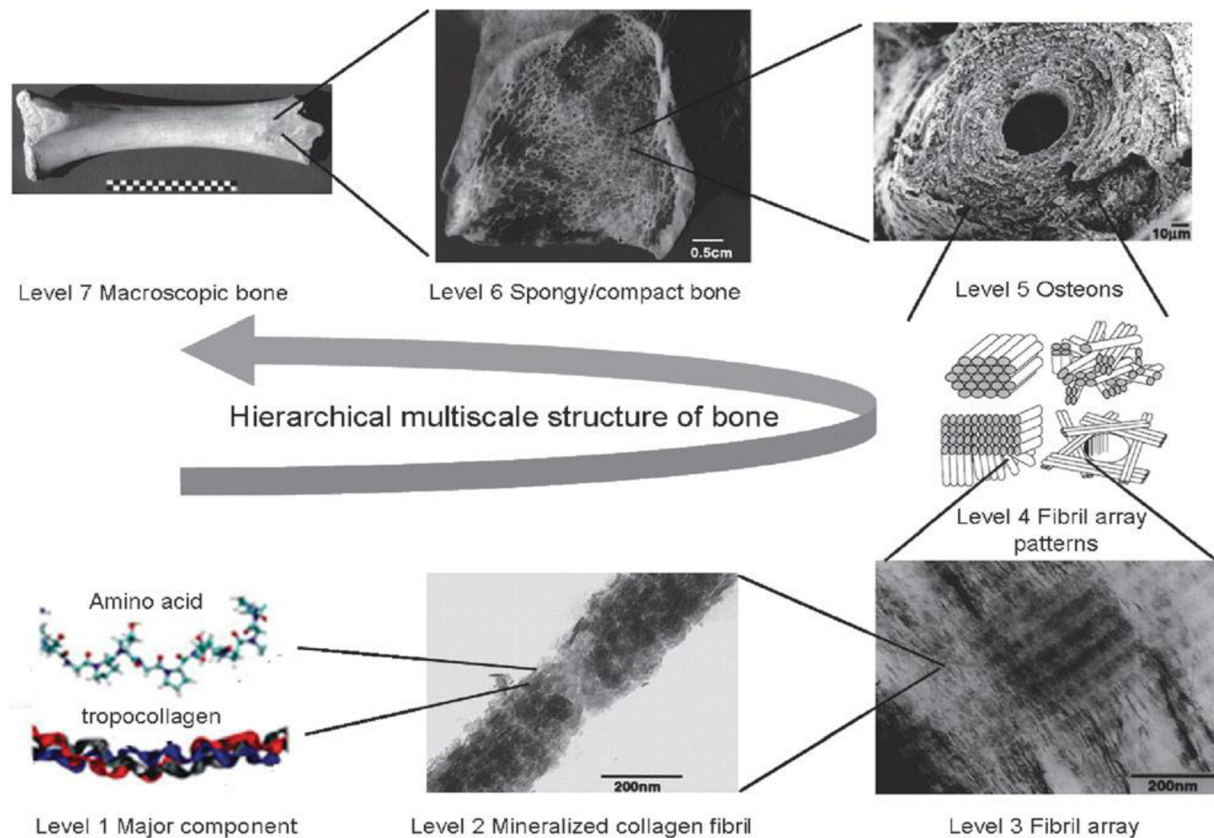 0.5cm
10µm
Level 7 Macroscopic bone
Level 6 Spongy/compact bone
Level 5 Osteons
Hierarchical multiscale structure of bone
Level 4 Fibril array
patterns
Amino acid
tropocollagen
200nm
200nm
Level 1 Major component
Level 2 Mineralized collagen fibril
Level 3 Fibril array